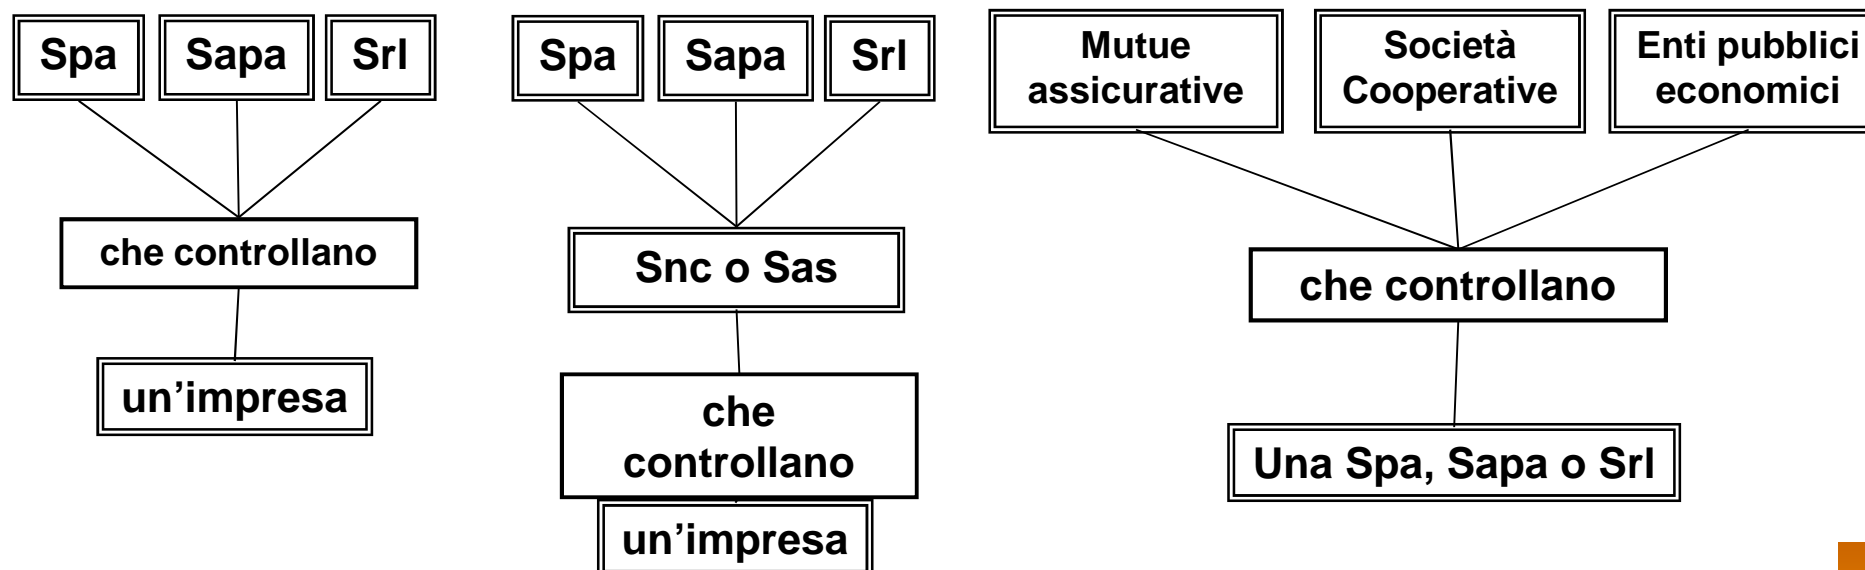 Spa
Sapa
Srl
che controllano
un’impresa
Spa
Sapa
Srl
Snc o Sas
che
controllano
un’impresa
Mutue
assicurative
Società
Cooperative
Enti pubblici
economici
che controllano
Una Spa, Sapa o Srl